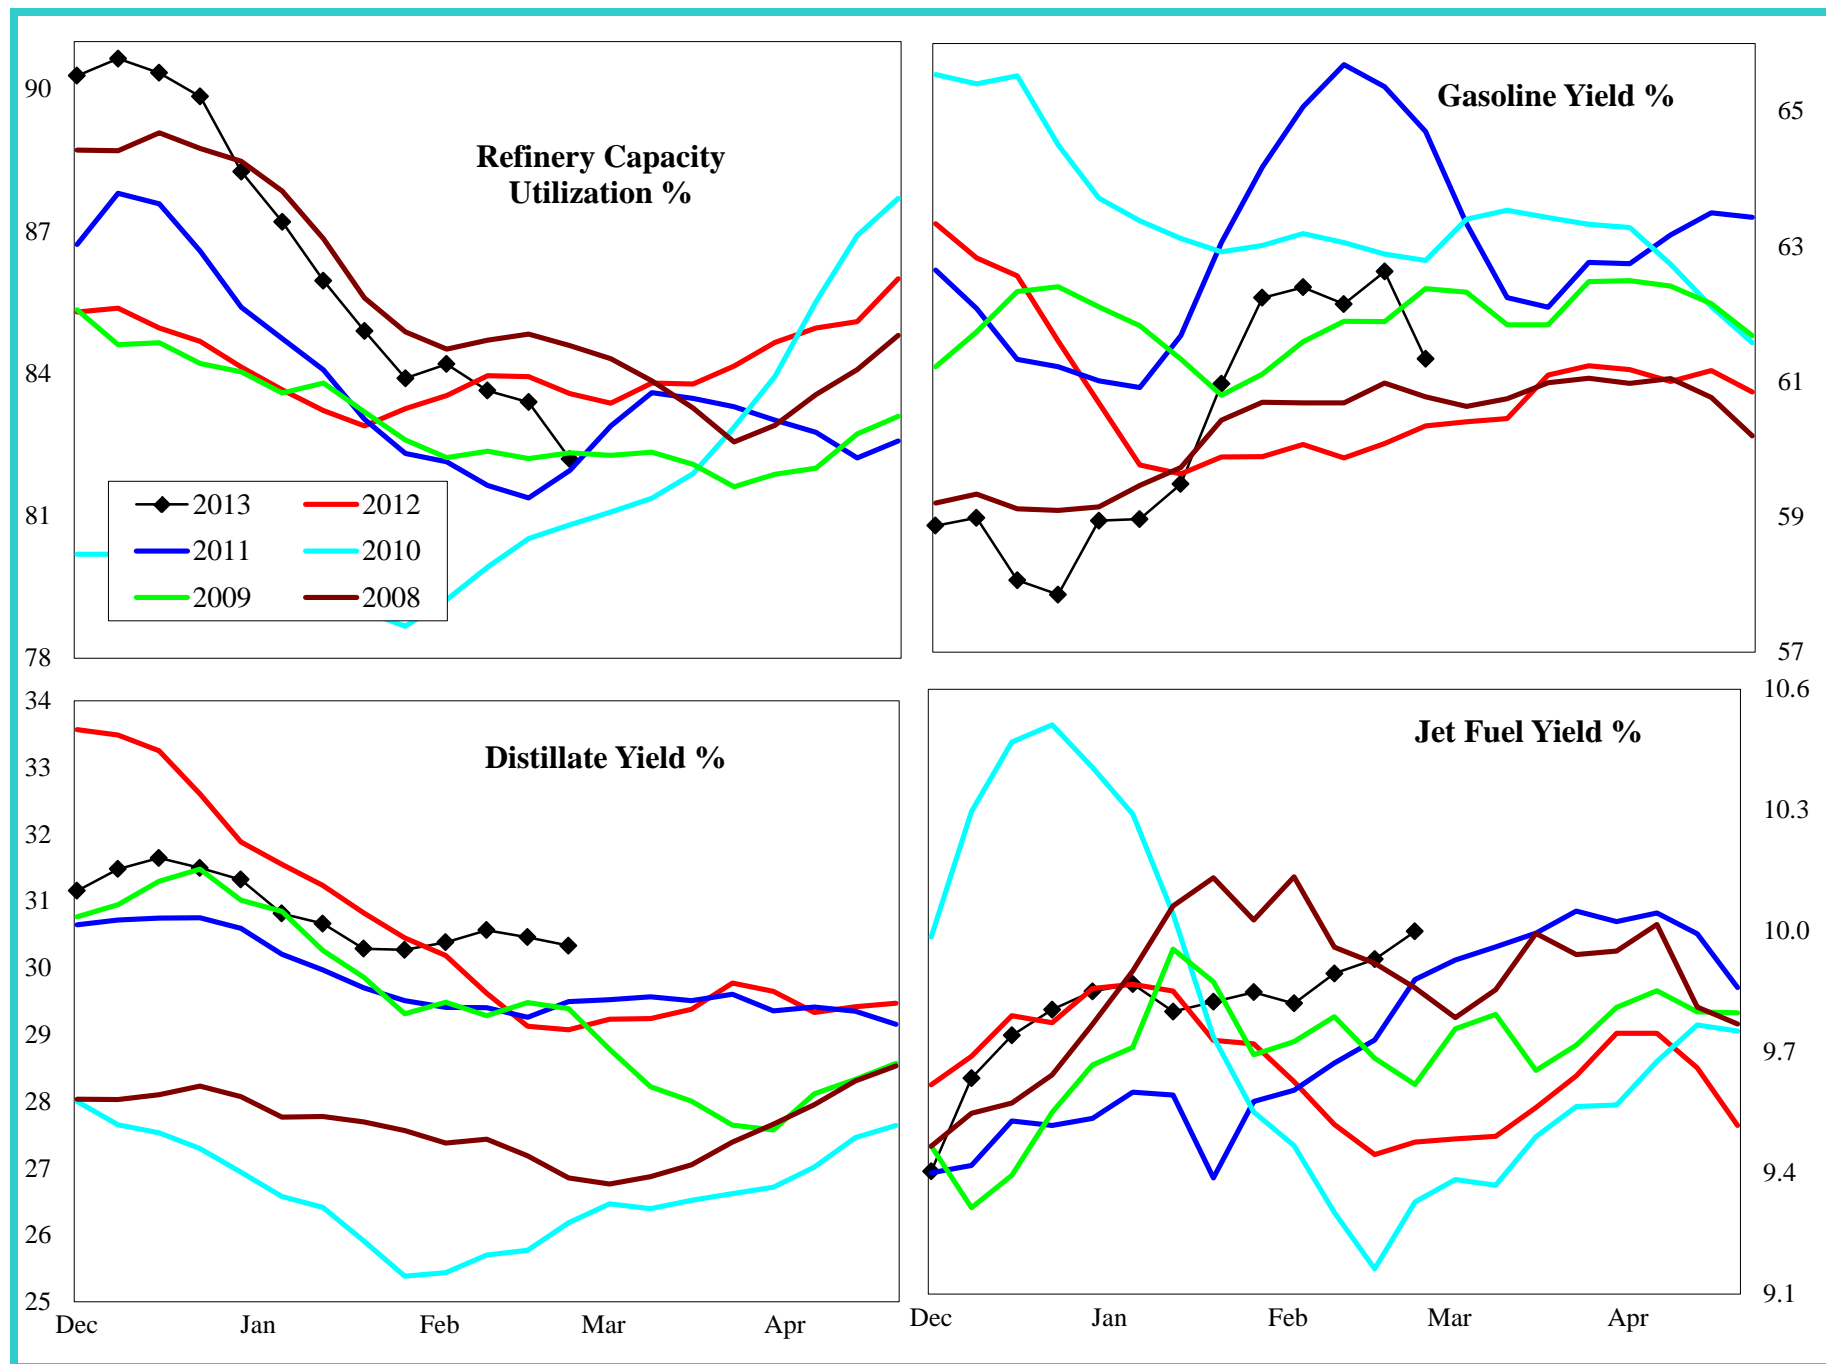 90
87
84
81
78
Refinery Capacity
Utilization %
2013
2012
2011
2010
2009
2008
Gasoline Yield %
65
63
61
59
57
34
33
32
31
30
29
28
27
26
25
Distillate Yield %
Dec
Jan
Feb
Mar
Apr
Jet Fuel Yield %
10.6
10.3
10.0
9.7
9.4
9.1
Dec
Jan
Feb
Mar
Apr